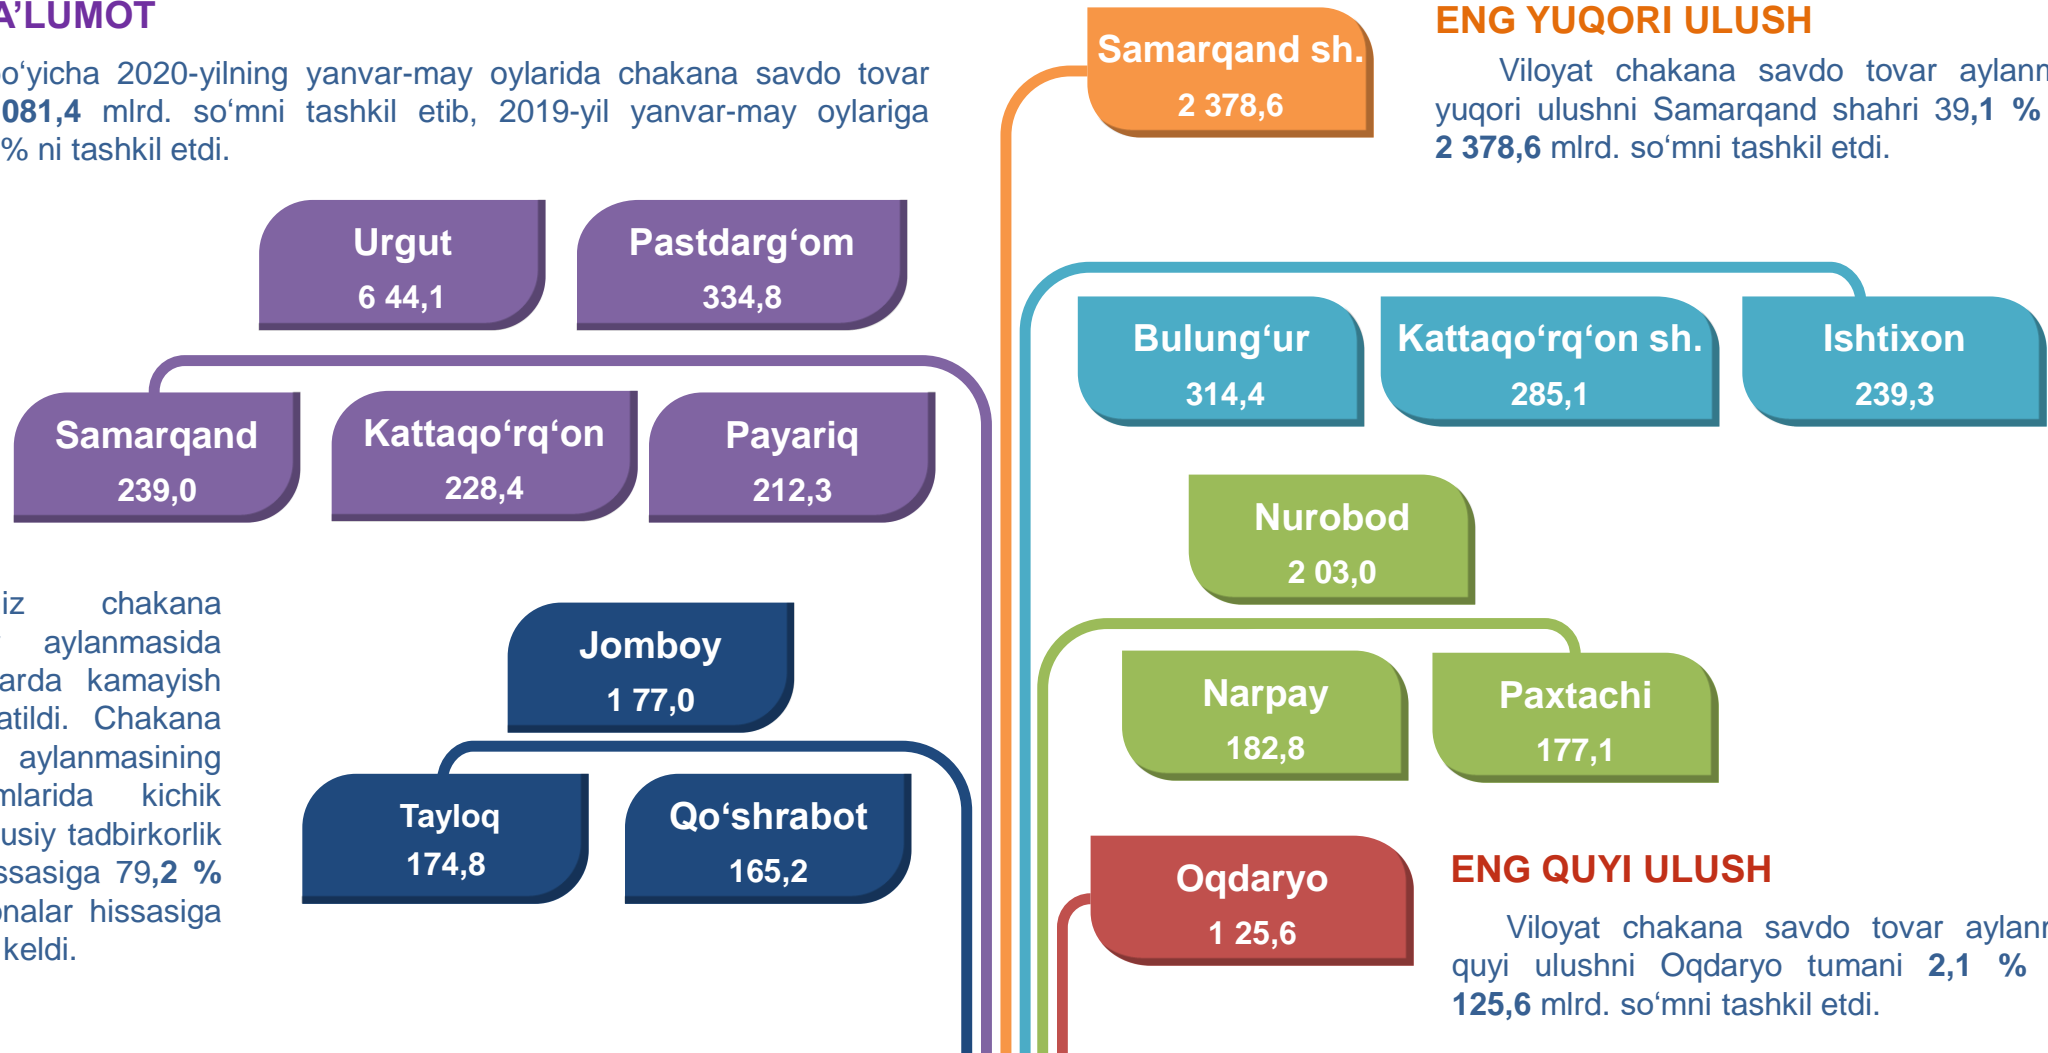 A’LUMOT
bo‘yicha 2020-yilning yanvar-may oylarida chakana savdo tovar
081,4 mlrd. so‘mni tashkil etib, 2019-yil yanvar-may oylariga
% ni tashkil etdi.
Samarqand sh.
2 378,6
ENG YUQORI ULUSH
Viloyat chakana savdo tovar aylanm
yuqori ulushni Samarqand shahri 39,1 %
2 378,6 mlrd. so‘mni tashkil etdi.
Urgut
6 44,1
Pastdarg‘om
334,8
Samarqand
239,0
Kattaqo‘rq‘on
228,4
Payariq
212,3
Bulung‘ur
314,4
Kattaqo‘rq‘on sh.
285,1
Ishtixon
239,3
Nurobod
2 03,0
Narpay
182,8
Paxtachi
177,1
iz chakana
aylanmasida
arda kamayish
atildi. Chakana
aylanmasining
mlarida kichik
usiy tadbirkorlik
ssasiga 79,2 %
onalar hissasiga
keldi.
Jomboy
1 77,0
Tayloq
174,8
Qo‘shrabot
165,2
Oqdaryo
1 25,6
ENG QUYI ULUSH
Viloyat chakana savdo tovar aylanm
quyi ulushni Oqdaryo tumani 2,1 %
125,6 mlrd. so‘mni tashkil etdi.